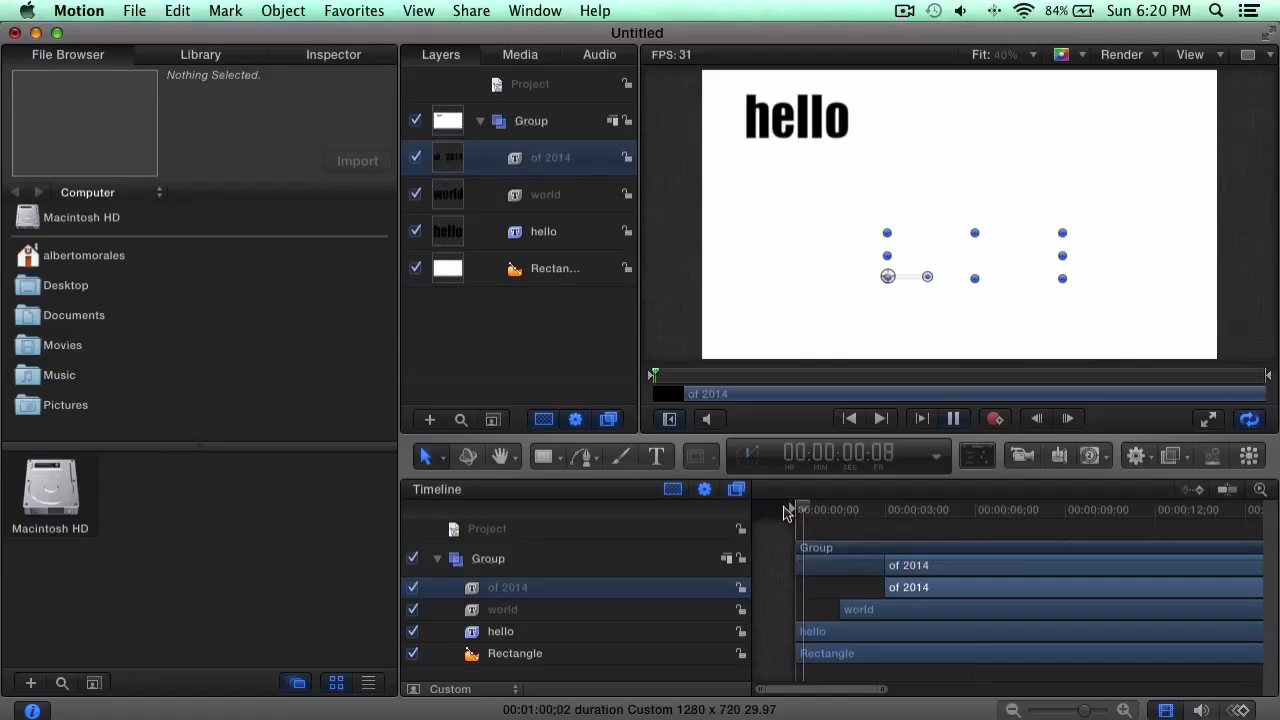 Motion File Edit Mark Object Favorites View Share Window Help 84% Sun 6:20 PM
Untitled
File Browser Library Inspector
Nothing Selected.
Import
Computer
Macintosh HD
albertomorales
Desktop
Documents
Movies
Music
Pictures
Macintosh HD
Layers Media Audio
Project
Group
of 2014
world
hello
Rectan...
FPS: 31 Fit: 40% Render View
hello
of 2014
00:00:00:08
HR MIN SEC FR
Timeline
Project
Group
of 2014
world
hello
Rectangle
Custom
00:00:00;00 00:00:03;00 00:00:06;00 00:00:09;00 00:00:12;00
Group
of 2014
of 2014
world
hello
Rectangle
00:01:00;02 duration Custom 1280 x 720 29.97